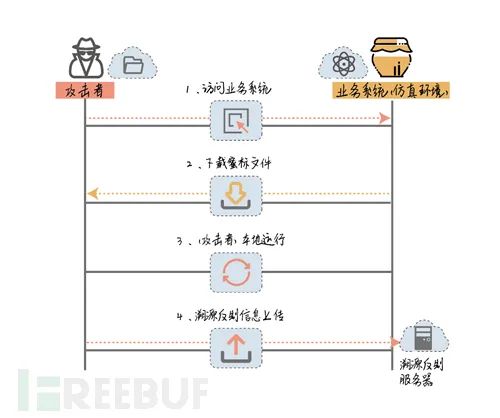 攻击者
业务系统(仿真环境)
1、访问业务系统
2、下载蜜标文件
3、(攻击者)本地运行
4、溯源反制信息上传
溯源反制
服务器
FREEBUF